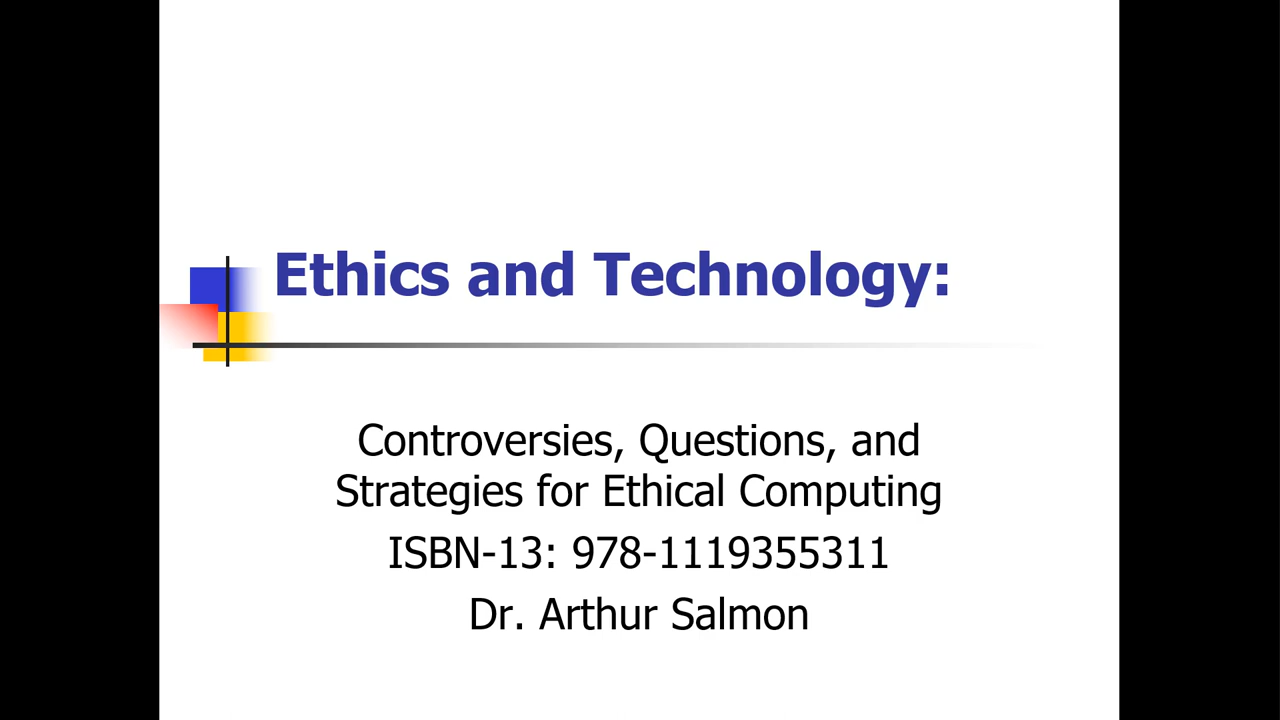 Ethics and Technology:
Controversies, Questions, and
Strategies for Ethical Computing
ISBN-13: 978-1119355311
Dr. Arthur Salmon